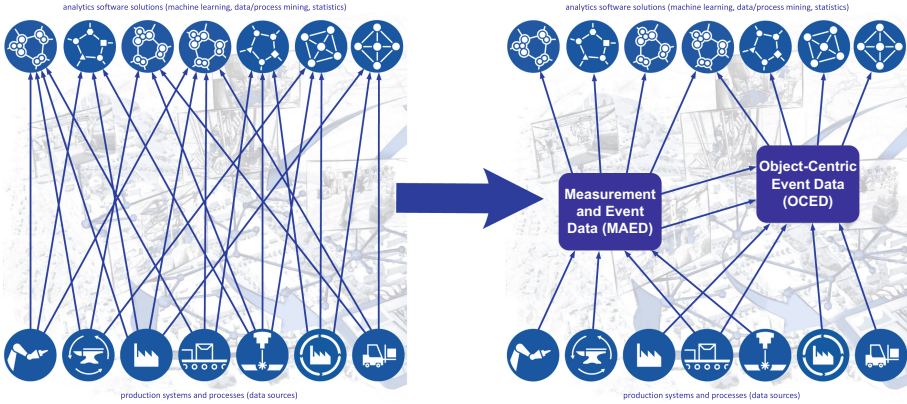 analytics software solutions (machine learning, data/process mining, statistics)
production systems and processes (data sources)
analytics software solutions (machine learning, data/process mining, statistics)
Measurement
and Event
Data (MAED)
Object-Centric
Event Data
(OCED)
production systems and processes (data sources)